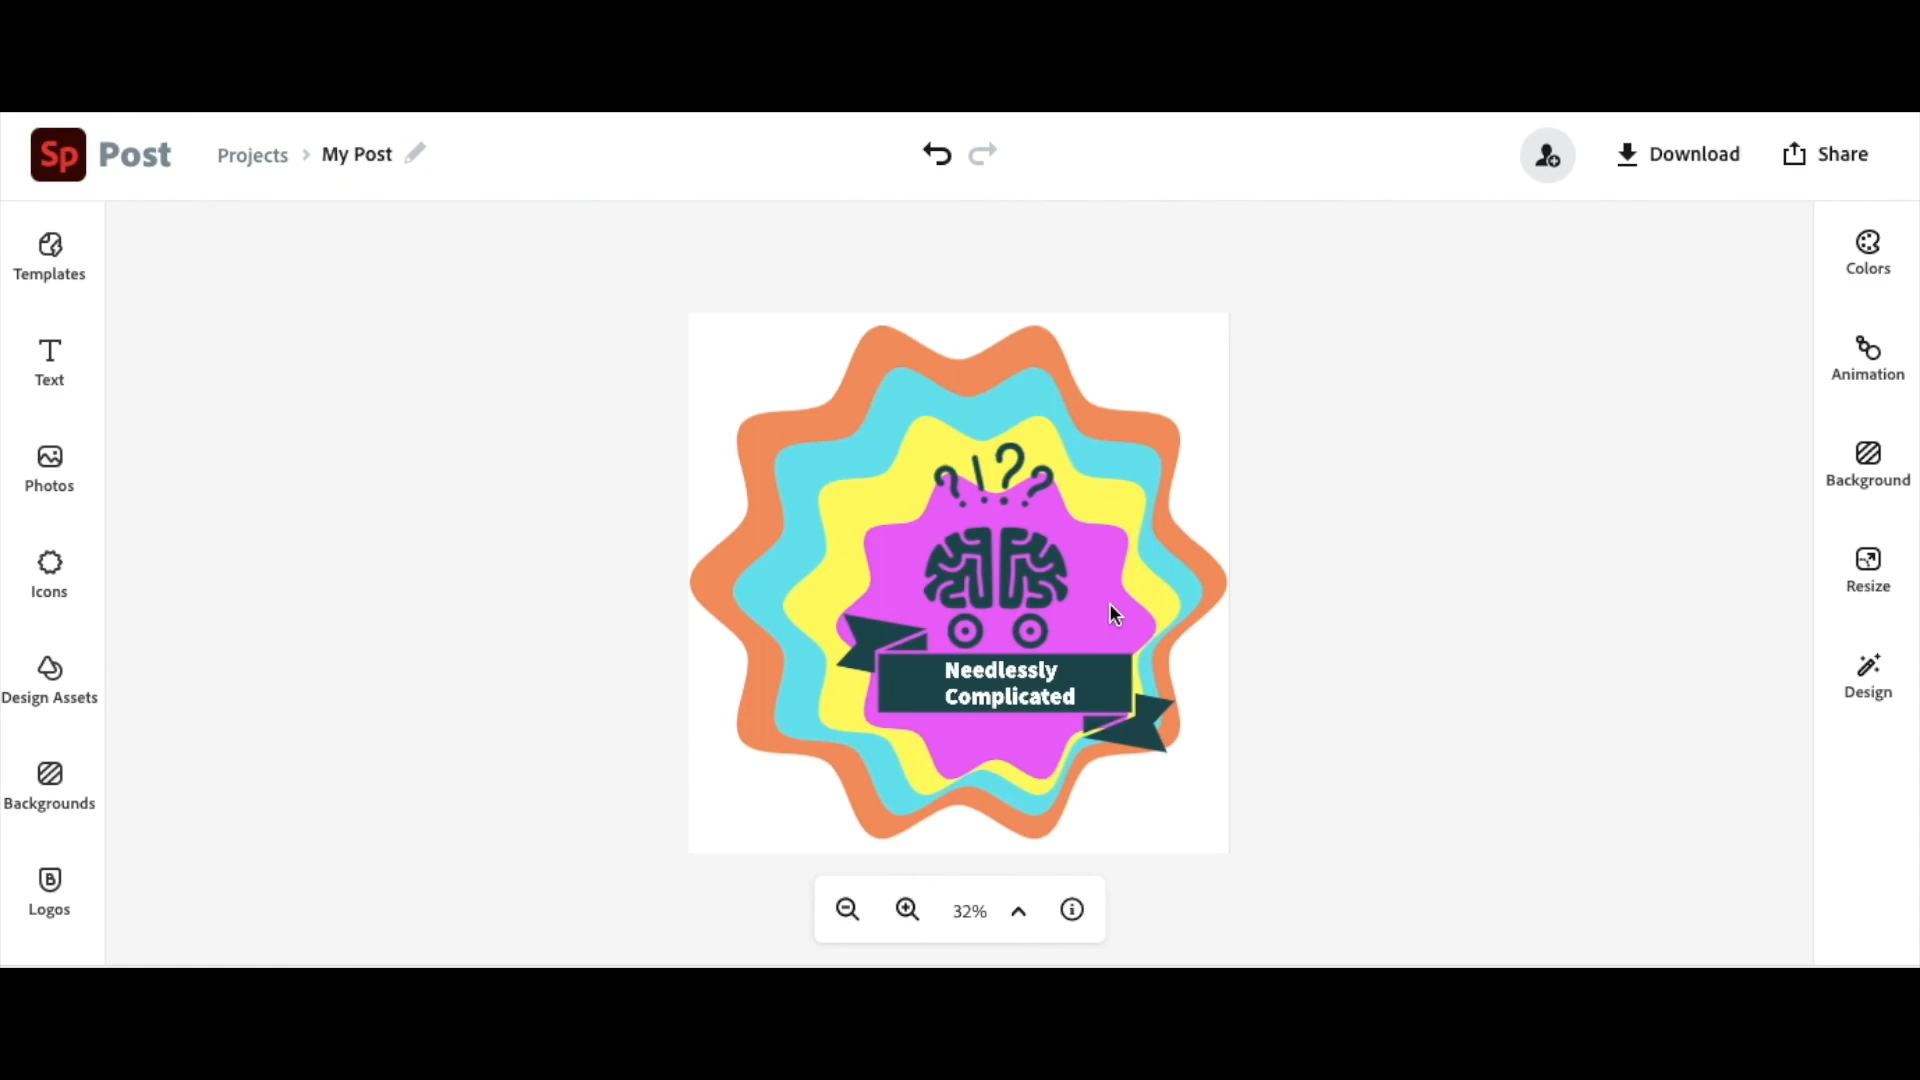 Sp Post Projects > My Post Download Share
Templates
Text
Photos
Icons
Design Assets
Backgrounds
Logos
? ! ? ?
Needlessly
Complicated
32%
Colors
Animation
Background
Resize
Design